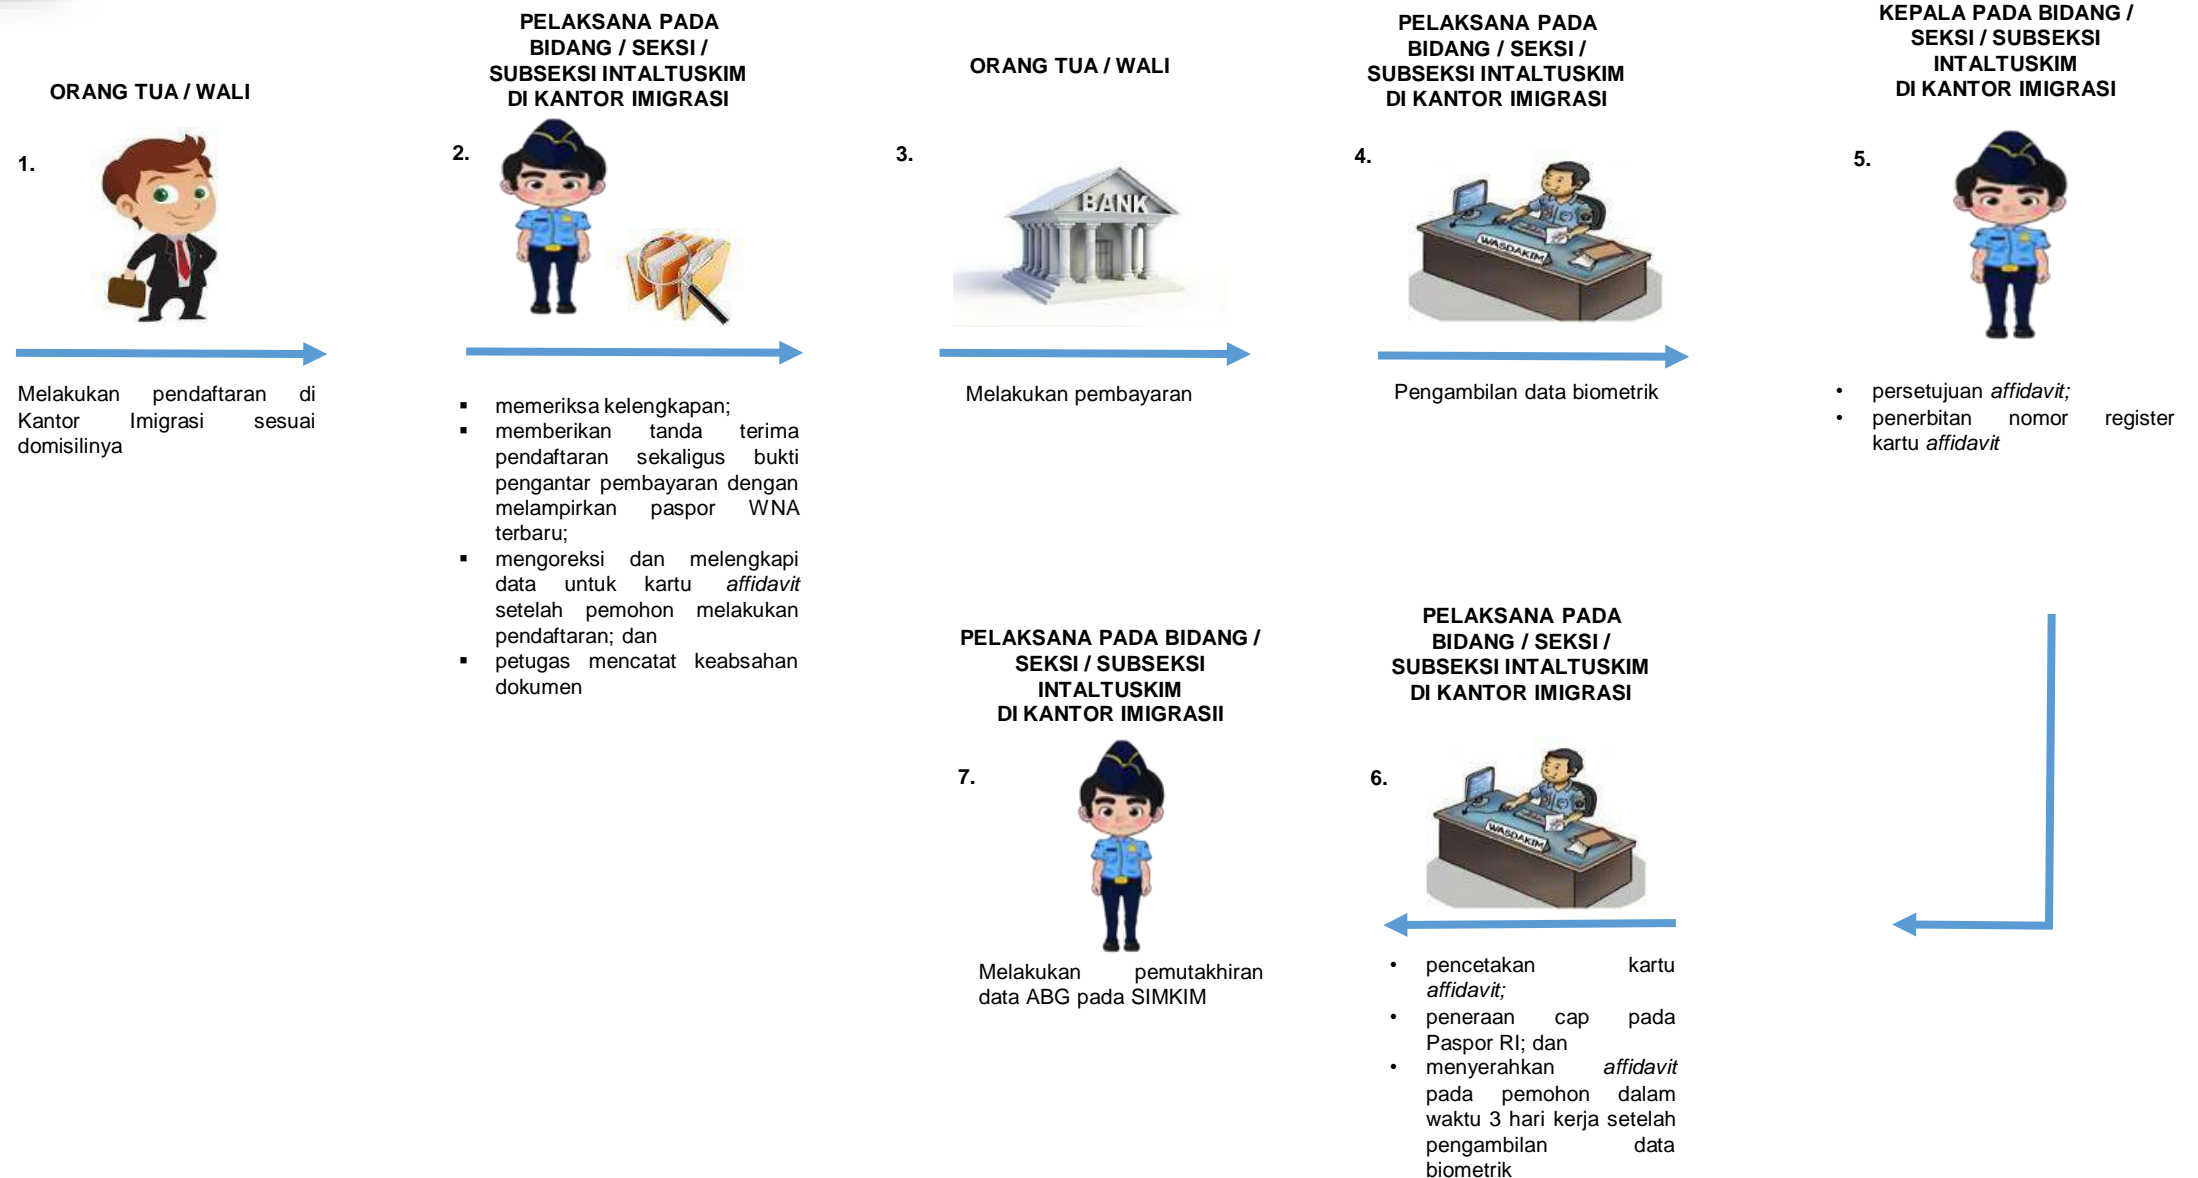 ORANG TUA / WALI
1.
Melakukan pendaftaran di
Kantor Imigrasi sesuai
domisilinya
PELAKSANA PADA
BIDANG / SEKSI /
SUBSEKSI INTALTUSKIM
DI KANTOR IMIGRASI
2.
▪ memeriksa kelengkapan;
▪ memberikan tanda terima
pendaftaran sekaligus bukti
pengantar pembayaran dengan
melampirkan paspor WNA
terbaru;
▪ mengoreksi dan melengkapi
data untuk kartu affidavit
setelah pemohon melakukan
pendaftaran; dan
▪ petugas mencatat keabsahan
dokumen
ORANG TUA / WALI
3.
BANK
Melakukan pembayaran
PELAKSANA PADA
BIDANG / SEKSI /
SUBSEKSI INTALTUSKIM
DI KANTOR IMIGRASI
4.
WASDAKIM
Pengambilan data biometrik
KEPALA PADA BIDANG /
SEKSI / SUBSEKSI
INTALTUSKIM
DI KANTOR IMIGRASI
5.
• persetujuan affidavit;
• penerbitan nomor register
kartu affidavit
PELAKSANA PADA
BIDANG / SEKSI /
SUBSEKSI INTALTUSKIM
DI KANTOR IMIGRASI
6.
WASDAKIM
• pencetakan kartu
affidavit;
• peneraan cap pada
Paspor RI; dan
• menyerahkan affidavit
pada pemohon dalam
waktu 3 hari kerja setelah
pengambilan data
biometrik
PELAKSANA PADA BIDANG /
SEKSI / SUBSEKSI
INTALTUSKIM
DI KANTOR IMIGRASII
7.
Melakukan pemutakhiran
data ABG pada SIMKIM